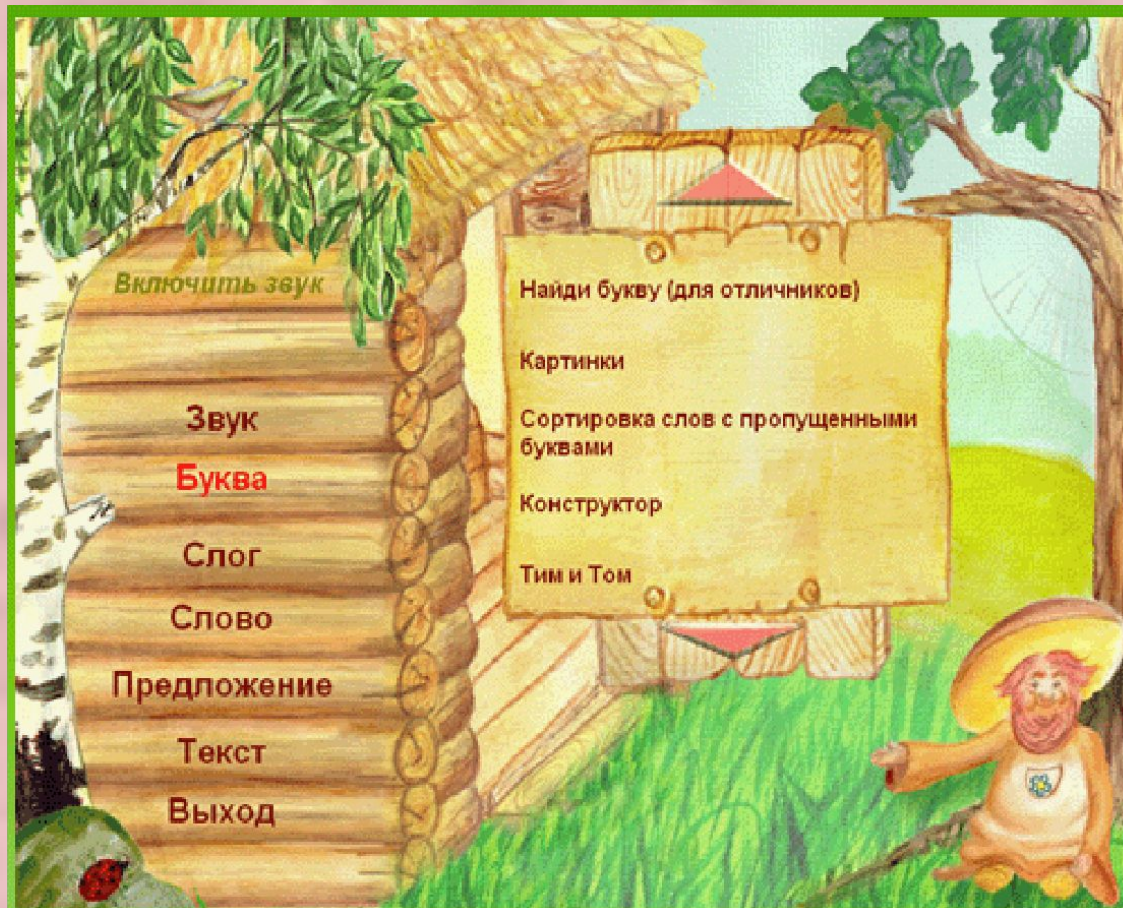 Включить звук
Звук
Буква
Слог
Слово
Предложение
Текст
Выход
Найди букву (для отличников)
Картинки
Сортировка слов с пропущенными
буквами
Конструктор
Тим и Том